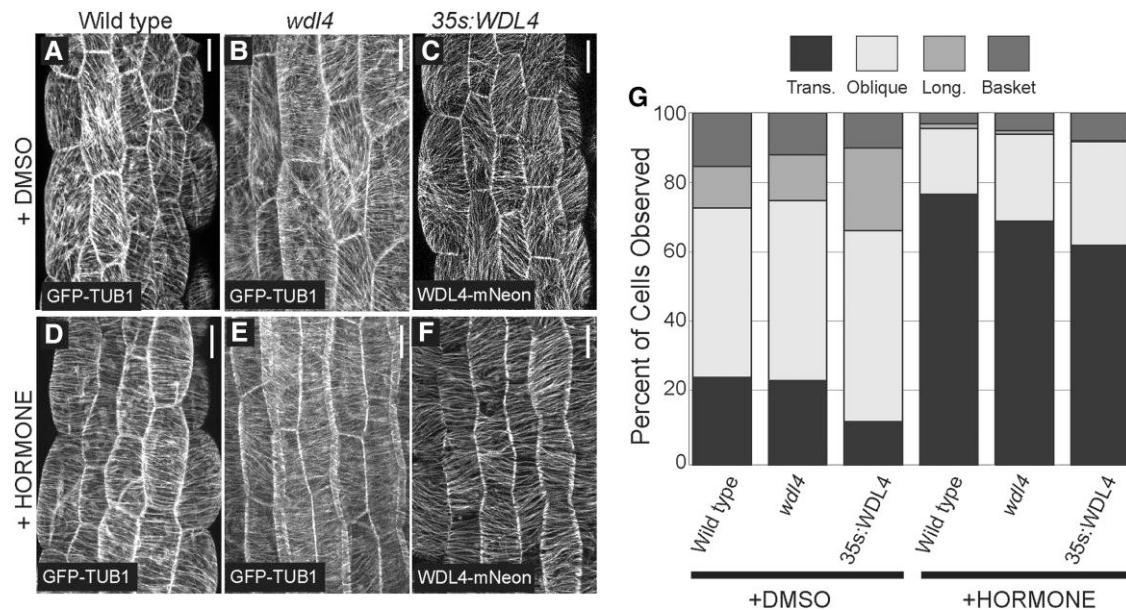 Wild type wdl4 35s:WDL4
+ DMSO
A B C
GFP-TUB1 GFP-TUB1 WDL4-mNeon
+ HORMONE
D E F
GFP-TUB1 GFP-TUB1 WDL4-mNeon
Trans. Oblique Long. Basket
G
Percent of Cells Observed
100
80
60
40
20
0
Wild type wdl4 35s:WDL4 Wild type wdl4 35s:WDL4
+DMSO +HORMONE